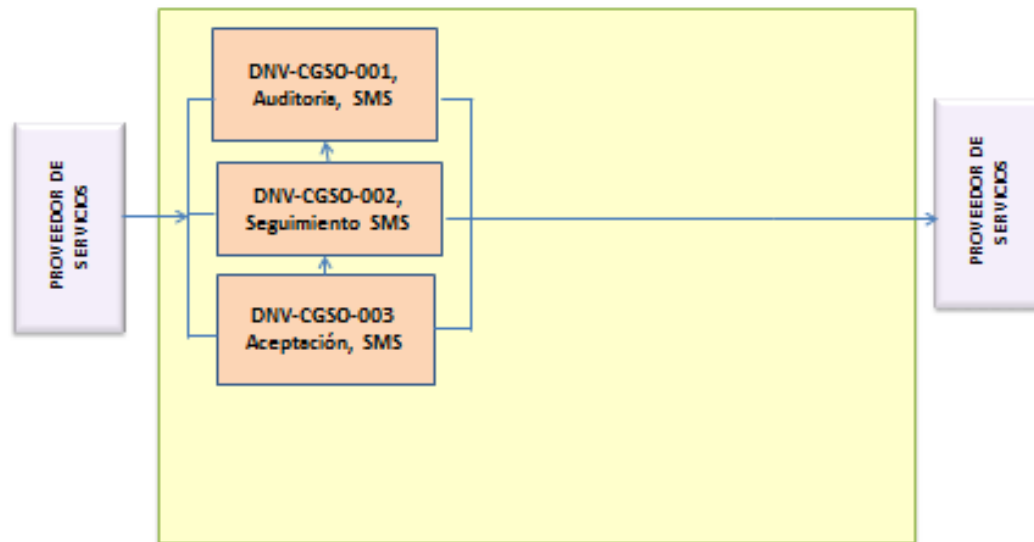 PROVEEDOR DE
SERVICIOS
DNV-CGSO-001,
Auditoria, SMS
DNV-CGSO-002,
Seguimiento SMS
DNV-CGSO-003
Aceptación, SMS
PROVEEDOR DE
SERVICIOS